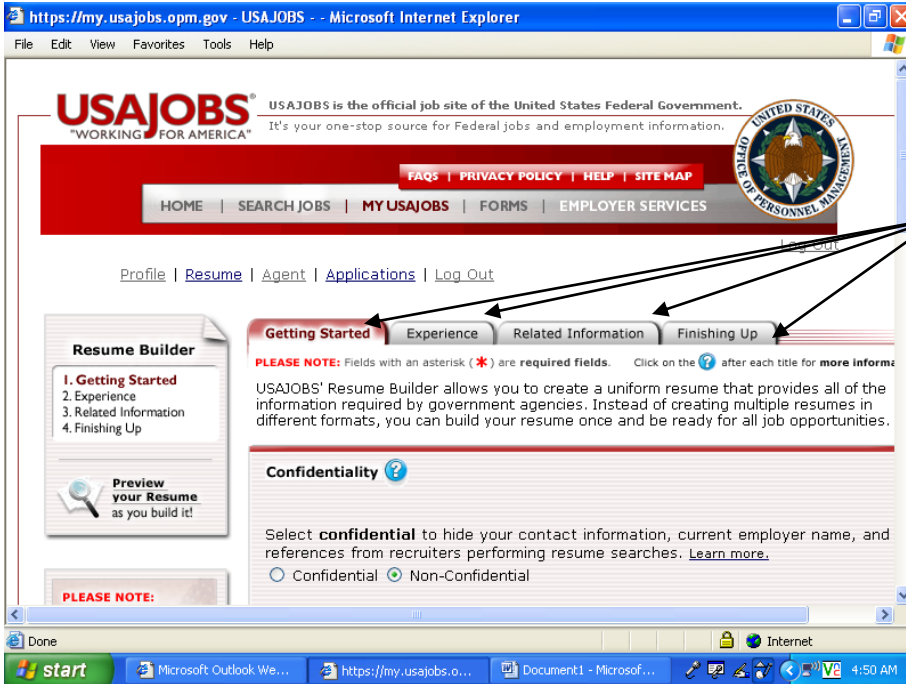 https://my.usajobs.opm.gov - USAJOBS - - Microsoft Internet Explorer
File Edit View Favorites Tools Help
USAJOBS®
"WORKING FOR AMERICA"
USAJOBS is the official job site of the United States Federal Government.
It's your one-stop source for Federal jobs and employment information.
UNITED STATES
OFFICE OF PERSONNEL MANAGEMENT
FAQS | PRIVACY POLICY | HELP | SITE MAP
HOME | SEARCH JOBS | MY USAJOBS | FORMS | EMPLOYER SERVICES
Log Out
Profile | Resume | Agent | Applications | Log Out
Getting Started Experience Related Information Finishing Up
PLEASE NOTE: Fields with an asterisk (*) are required fields. Click on the ? after each title for more informa
USAJOBS' Resume Builder allows you to create a uniform resume that provides all of the
information required by government agencies. Instead of creating multiple resumes in
different formats, you can build your resume once and be ready for all job opportunities.
Resume Builder
1. Getting Started
2. Experience
3. Related Information
4. Finishing Up
Preview
your Resume
as you build it!
Confidentiality ?
Select confidential to hide your contact information, current employer name, and
references from recruiters performing resume searches. Learn more.
Confidential Non-Confidential
PLEASE NOTE:
Done Internet
start Microsoft Outlook We... https://my.usajobs.o... Document1 - Microsof... 4:50 AM